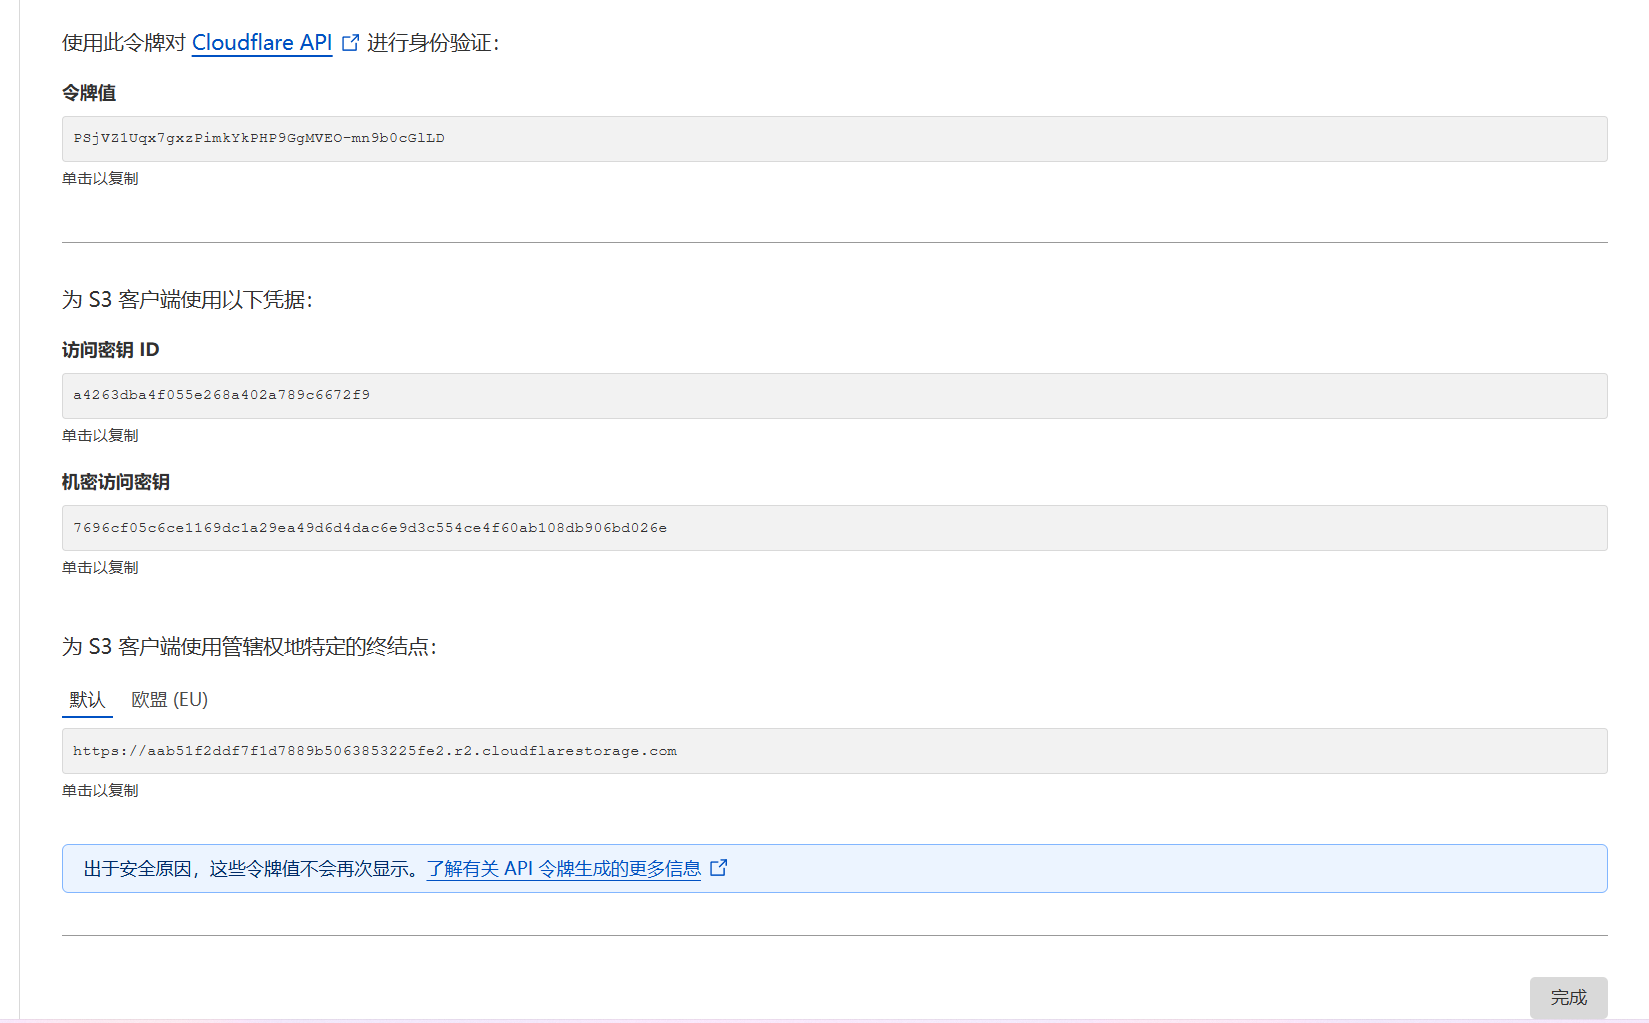 使用此令牌对 Cloudflare API 进行身份验证：
令牌值
PSjVZ1Uqx7gxzPimkYkPHP9GgMVEO-mn9b0cGlLD
单击以复制
为 S3 客户端使用以下凭据：
访问密钥 ID
a4263dba4f055e268a402a789c6672f9
单击以复制
机密访问密钥
7696cf05c6ce1169dc1a29ea49d6d4dac6e9d3c554ce4f60ab108db906bd026e
单击以复制
为 S3 客户端使用管辖权地特定的终结点：
默认 欧盟 (EU)
https://aab51f2ddf7f1d7889b5063853225fe2.r2.cloudflarestorage.com
单击以复制
出于安全原因，这些令牌值不会再次显示。了解有关 API 令牌生成的更多信息
完成